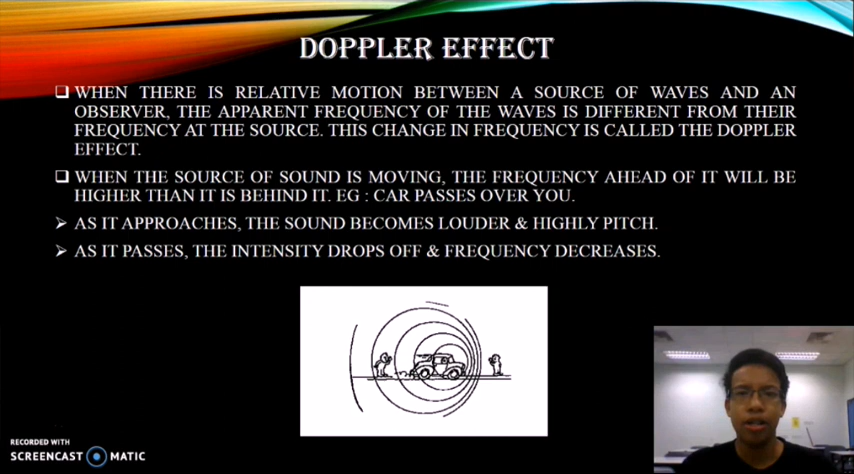 DOPPLER EFFECT
WHEN THERE IS RELATIVE MOTION BETWEEN A SOURCE OF WAVES AND AN
OBSERVER, THE APPARENT FREQUENCY OF THE WAVES IS DIFFERENT FROM THEIR
FREQUENCY AT THE SOURCE. THIS CHANGE IN FREQUENCY IS CALLED THE DOPPLER
EFFECT.
WHEN THE SOURCE OF SOUND IS MOVING, THE FREQUENCY AHEAD OF IT WILL BE
HIGHER THAN IT IS BEHIND IT. EG : CAR PASSES OVER YOU.
AS IT APPROACHES, THE SOUND BECOMES LOUDER & HIGHLY PITCH.
AS IT PASSES, THE INTENSITY DROPS OFF & FREQUENCY DECREASES.
RECORDED WITH
SCREENCAST MATIC